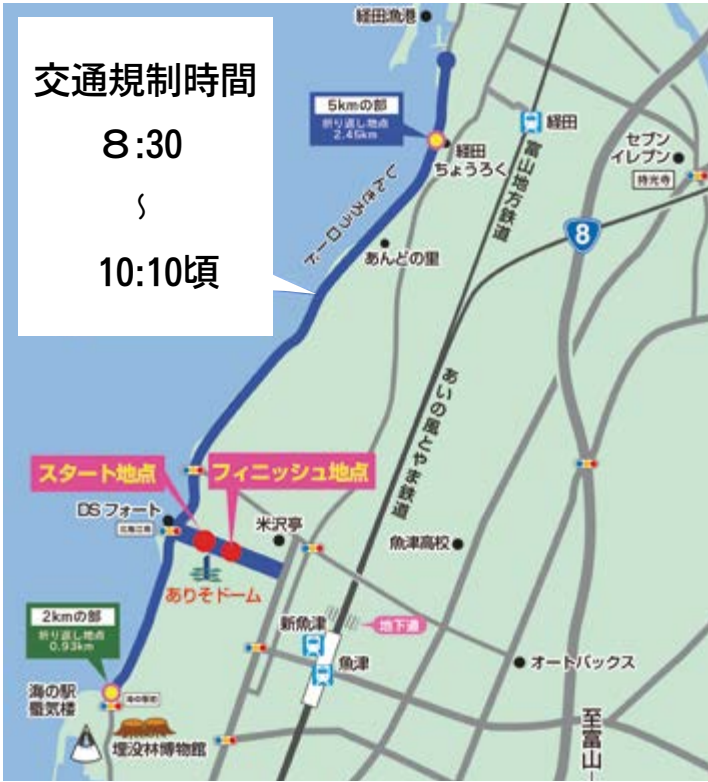 交通規制時間
8:30
~
10:10頃
経田漁港
5kmの部
折り返し地点
2.45km
経田
ちょうろく
経田
富山地方鉄道
セブン
イレブン
持光寺
8
しんきろうロード
あんどの里
あいの風とやま鉄道
スタート地点
フィニッシュ地点
DSフォート
米沢亭
魚津高校
ありそドーム
2kmの部
折り返し地点
0.93km
新魚津
地下道
魚津
オートバックス
海の駅
蜃気楼
埋没林博物館
至富山